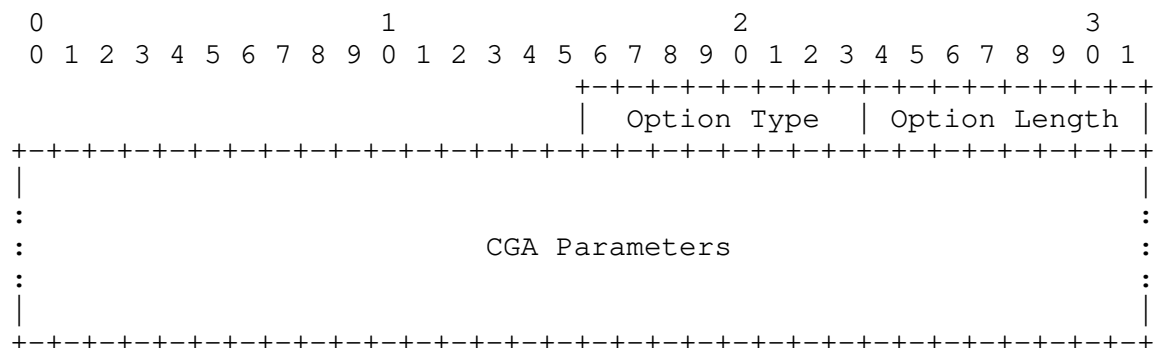 0                   1                   2                   3
 0 1 2 3 4 5 6 7 8 9 0 1 2 3 4 5 6 7 8 9 0 1 2 3 4 5 6 7 8 9 0 1
                                +-+-+-+-+-+-+-+-+-+-+-+-+-+-+-+-+
                                |  Option Type  | Option Length |
+-+-+-+-+-+-+-+-+-+-+-+-+-+-+-+-+-+-+-+-+-+-+-+-+-+-+-+-+-+-+-+-+
|                                                               |
:                                                               :
:                          CGA Parameters                       :
:                                                               :
|                                                               |
+-+-+-+-+-+-+-+-+-+-+-+-+-+-+-+-+-+-+-+-+-+-+-+-+-+-+-+-+-+-+-+-+